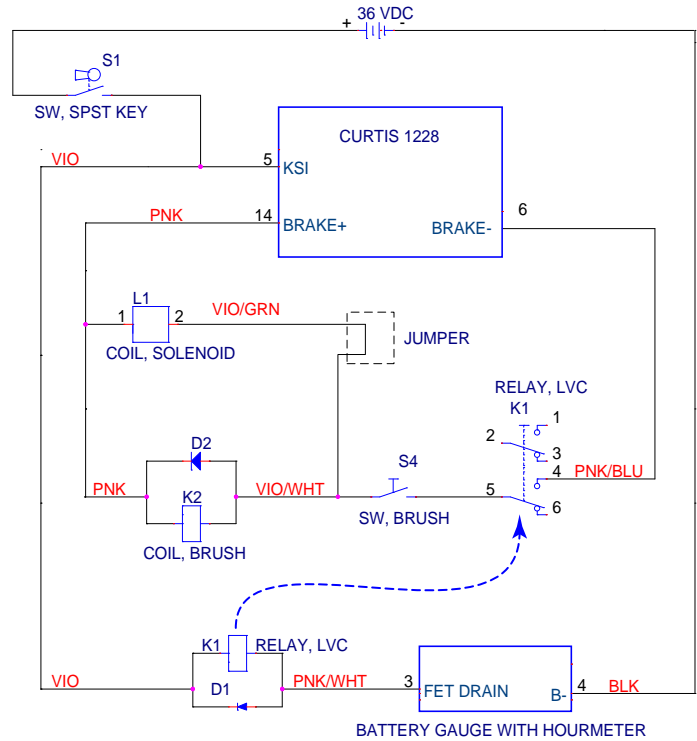 36 VDC
+ -
S1
SW, SPST KEY
CURTIS 1228
VIO 5 KSI
PNK 14 BRAKE+
6
BRAKE-
L1
1 2 VIO/GRN
COIL, SOLENOID
JUMPER
RELAY, LVC
K1
1
2
3
4 PNK/BLU
5
6
D2
S4
PNK K2 VIO/WHT
SW, BRUSH
COIL, BRUSH
K1 RELAY, LVC
VIO D1 PNK/WHT 3 FET DRAIN
B- 4 BLK
BATTERY GAUGE WITH HOURMETER